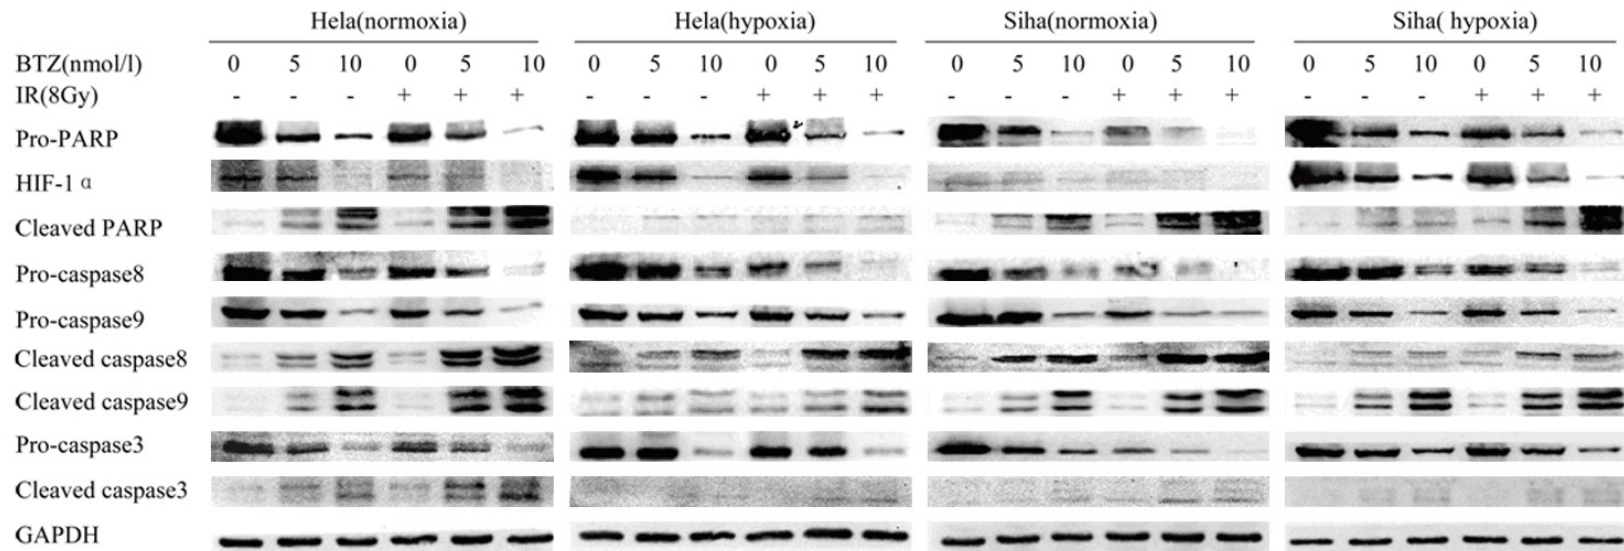 Hela(normoxia) Hela(hypoxia) Siha(normoxia) Siha( hypoxia)
BTZ(nmol/l) 0 5 10 0 5 10 0 5 10 0 5 10 0 5 10 0 5 10 0 5 10 0 5 10
IR(8Gy) - - - + + + - - - + + + - - - + + + - - - + + +
Pro-PARP
HIF-1 α
Cleaved PARP
Pro-caspase8
Pro-caspase9
Cleaved caspase8
Cleaved caspase9
Pro-caspase3
Cleaved caspase3
GAPDH